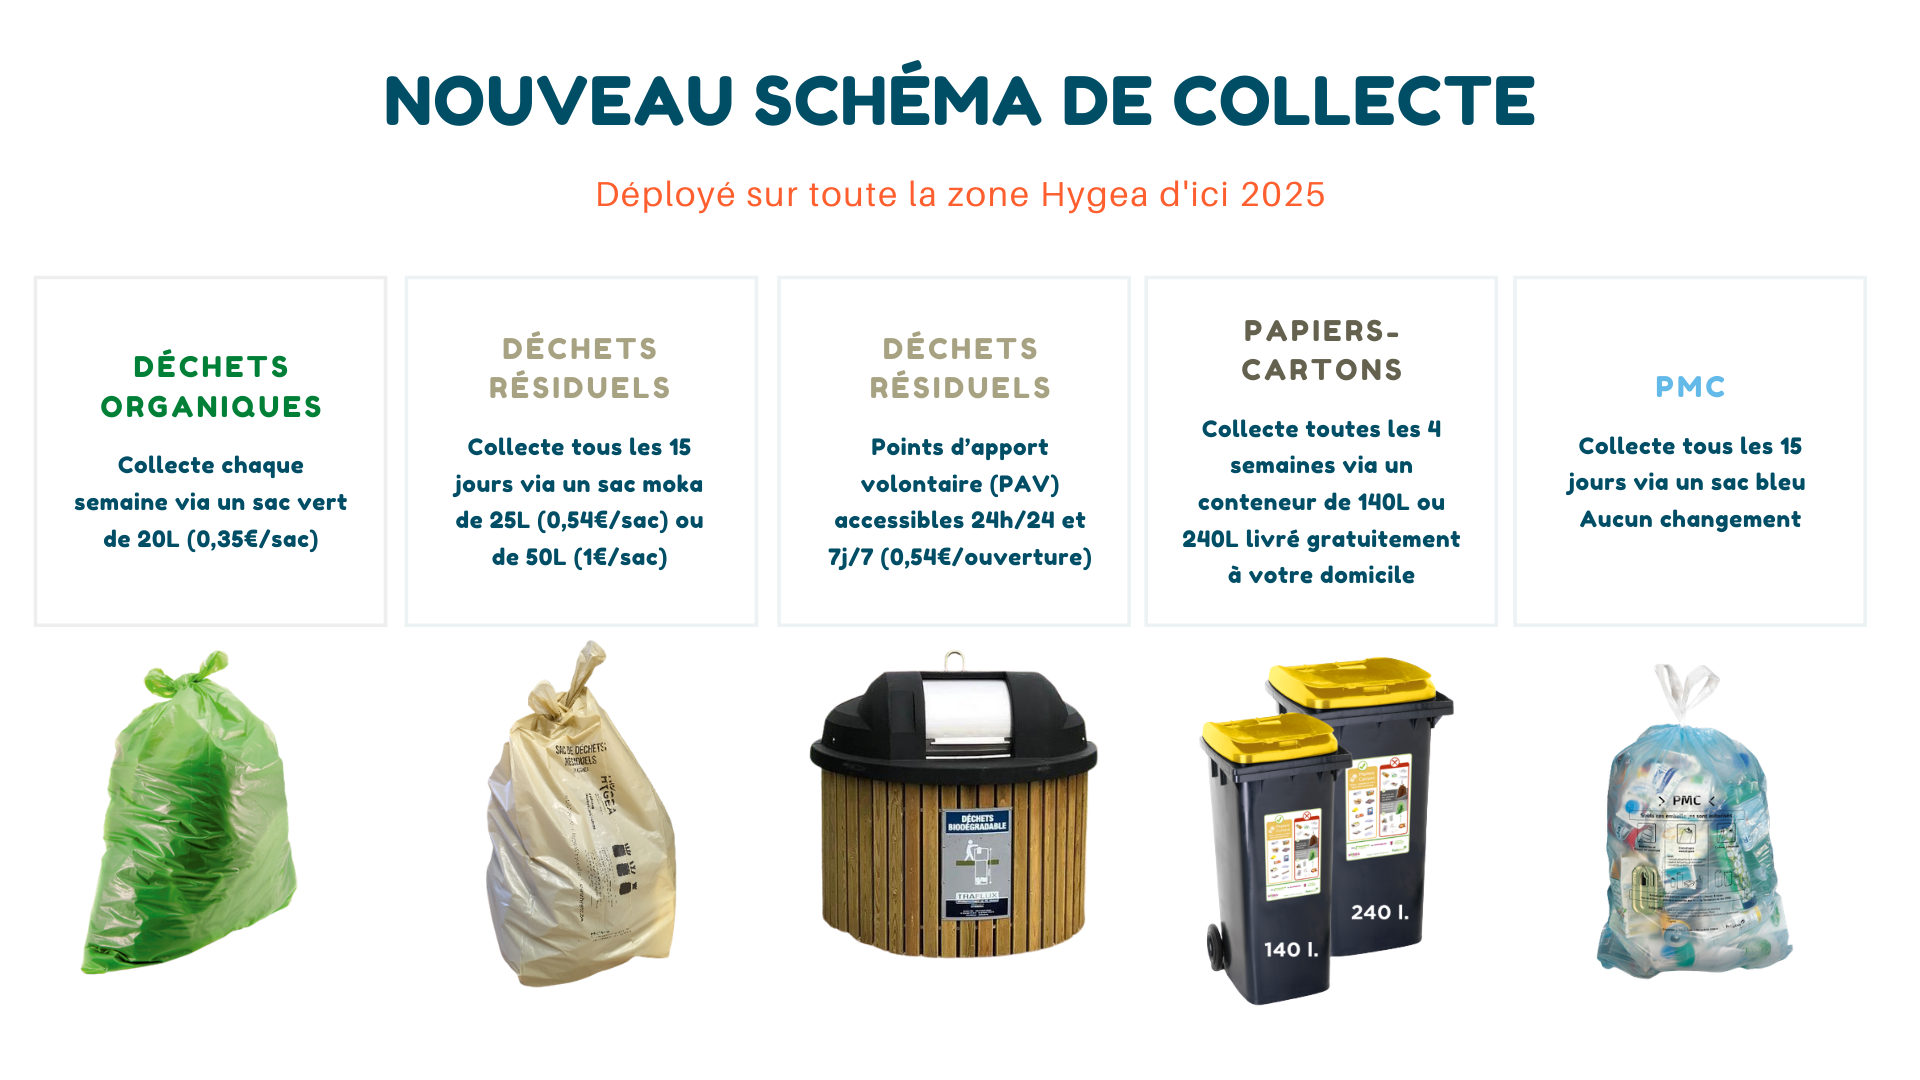 NOUVEAU SCHÉMA DE COLLECTE
Déployé sur toute la zone Hygea d'ici 2025
DÉCHETS
ORGANIQUES
Collecte chaque
semaine via un sac vert
de 20L (0,35€/sac)
DÉCHETS
RÉSIDUELS
Collecte tous les 15
jours via un sac moka
de 25L (0,54€/sac) ou
de 50L (1€/sac)
DÉCHETS
RÉSIDUELS
Points d’apport
volontaire (PAV)
accessibles 24h/24 et
7j/7 (0,54€/ouverture)
PAPIERS-
CARTONS
Collecte toutes les 4
semaines via un
conteneur de 140L ou
240L livré gratuitement
à votre domicile
PMC
Collecte tous les 15
jours via un sac bleu
Aucun changement
SAC DE DÉCHETS
RÉSIDUELS
HYGEA
DÉCHETS
BIODÉGRADABLE
140 l.
240 l.
PMC